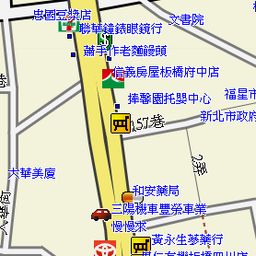 忠國豆漿店
文書院
聯華鐘錶眼鏡行
蕭手作老麵饅頭
信義房屋板橋府中店
捧馨園托嬰中心
福星市
新北市政府
157巷
大華美廈
和安藥局
三陽機車豐榮車業
慢慢來
黃永生蔘藥行